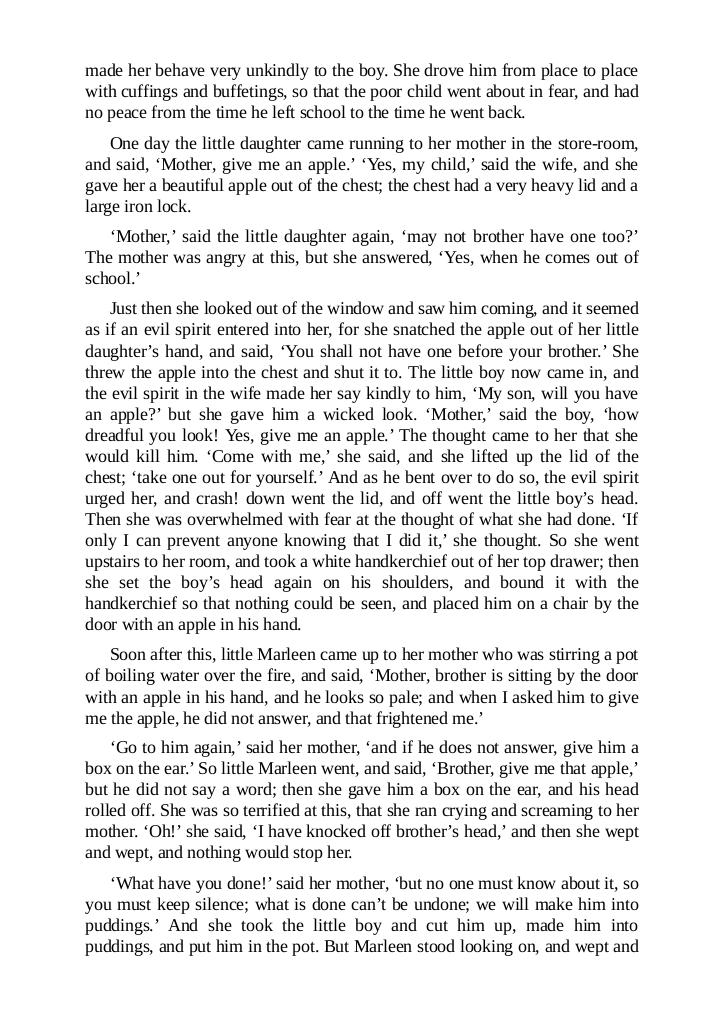 made her behave very unkindly to the boy. She drove him from place to place
with cuffings and buffetings, so that the poor child went about in fear, and had
no peace from the time he left school to the time he went back.
One day the little daughter came running to her mother in the store-room,
and said, ‘Mother, give me an apple.’ ‘Yes, my child,’ said the wife, and she
gave her a beautiful apple out of the chest; the chest had a very heavy lid and a
large iron lock.
‘Mother,’ said the little daughter again, ‘may not brother have one too?’
The mother was angry at this, but she answered, ‘Yes, when he comes out of
school.’
Just then she looked out of the window and saw him coming, and it seemed
as if an evil spirit entered into her, for she snatched the apple out of her little
daughter’s hand, and said, ‘You shall not have one before your brother.’ She
threw the apple into the chest and shut it to. The little boy now came in, and
the evil spirit in the wife made her say kindly to him, ‘My son, will you have
an apple?’ but she gave him a wicked look. ‘Mother,’ said the boy, ‘how
dreadful you look! Yes, give me an apple.’ The thought came to her that she
would kill him. ‘Come with me,’ she said, and she lifted up the lid of the
chest; ‘take one out for yourself.’ And as he bent over to do so, the evil spirit
urged her, and crash! down went the lid, and off went the little boy’s head.
Then she was overwhelmed with fear at the thought of what she had done. ‘If
only I can prevent anyone knowing that I did it,’ she thought. So she went
upstairs to her room, and took a white handkerchief out of her top drawer; then
she set the boy’s head again on his shoulders, and bound it with the
handkerchief so that nothing could be seen, and placed him on a chair by the
door with an apple in his hand.
Soon after this, little Marleen came up to her mother who was stirring a pot
of boiling water over the fire, and said, ‘Mother, brother is sitting by the door
with an apple in his hand, and he looks so pale; and when I asked him to give
me the apple, he did not answer, and that frightened me.’
‘Go to him again,’ said her mother, ‘and if he does not answer, give him a
box on the ear.’ So little Marleen went, and said, ‘Brother, give me that apple,’
but he did not say a word; then she gave him a box on the ear, and his head
rolled off. She was so terrified at this, that she ran crying and screaming to her
mother. ‘Oh!’ she said, ‘I have knocked off brother’s head,’ and then she wept
and wept, and nothing would stop her.
‘What have you done!’ said her mother, ‘but no one must know about it, so
you must keep silence; what is done can’t be undone; we will make him into
puddings.’ And she took the little boy and cut him up, made him into
puddings, and put him in the pot. But Marleen stood looking on, and wept and